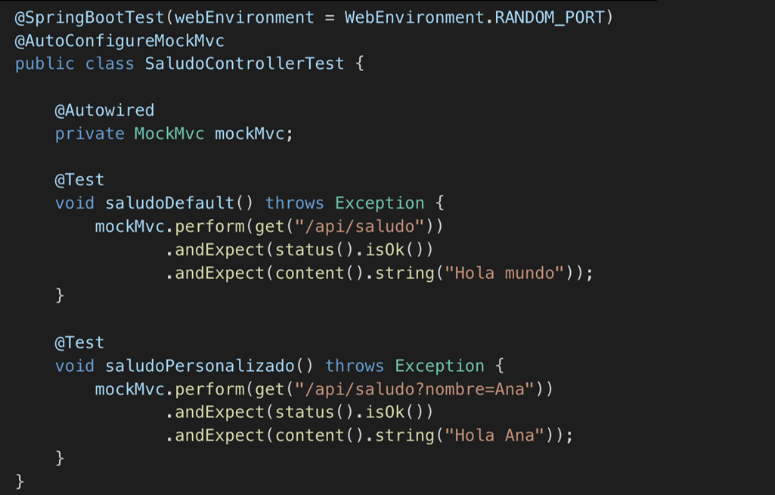 @SpringBootTest(webEnvironment = WebEnvironment.RANDOM_PORT)
@AutoConfigureMockMvc
public class SaludoControllerTest {
    @Autowired
    private MockMvc mockMvc;
    @Test
    void saludoDefault() throws Exception {
        mockMvc.perform(get("/api/saludo"))
               .andExpect(status().isOk())
               .andExpect(content().string("Hola mundo"));
    }
    @Test
    void saludoPersonalizado() throws Exception {
        mockMvc.perform(get("/api/saludo?nombre=Ana"))
               .andExpect(status().isOk())
               .andExpect(content().string("Hola Ana"));
    }
}